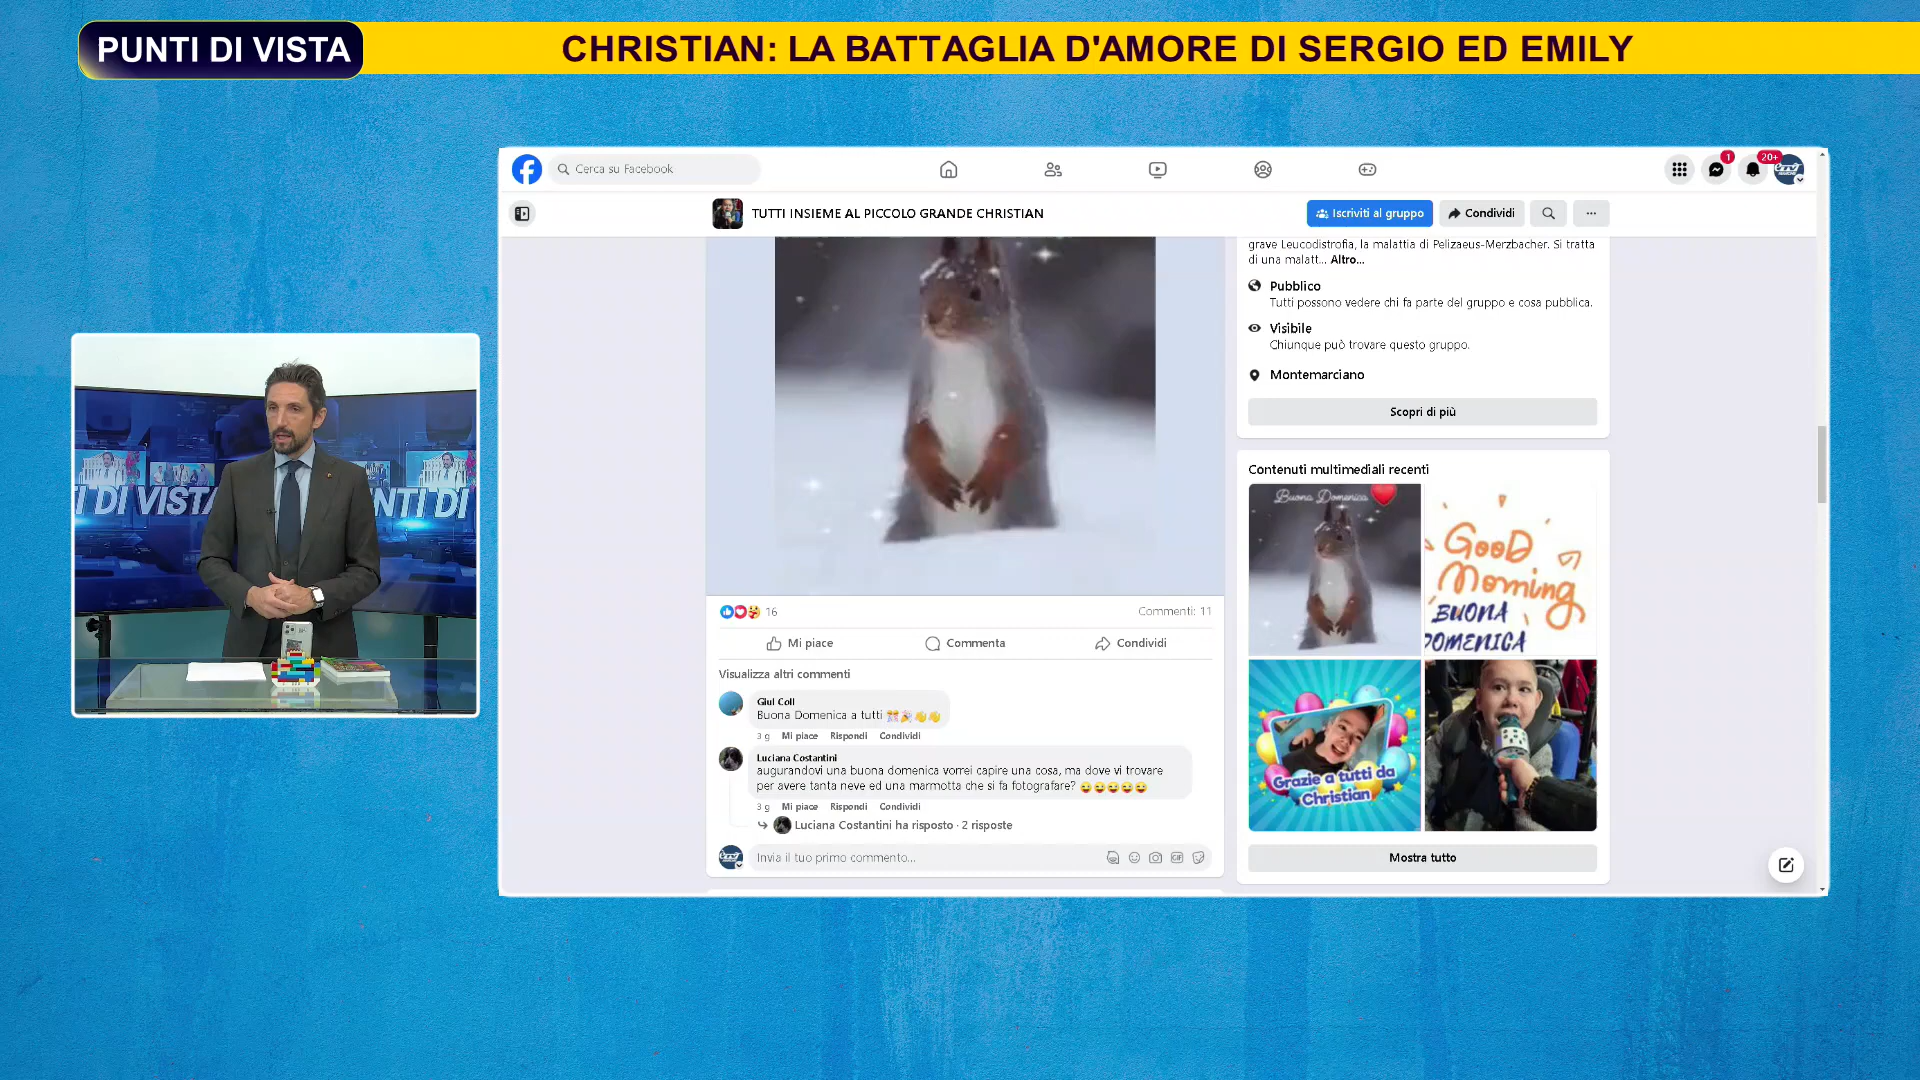 PUNTI DI VISTA
CHRISTIAN: LA BATTAGLIA D'AMORE DI SERGIO ED EMILY
Cerca su Facebook
1
20+
TUTTI INSIEME AL PICCOLO GRANDE CHRISTIAN
Iscriviti al gruppo
Condividi
grave Leucodistrofia, la malattia di Pelizaeus-Merzbacher. Si tratta
di una malatt... Altro...
Pubblico
Tutti possono vedere chi fa parte del gruppo e cosa pubblica.
Visibile
Chiunque può trovare questo gruppo.
Montemarciano
Scopri di più
Contenuti multimediali recenti
Buona Domenica
GooD
Morning
BUONA
DOMENICA
Grazie a tutti da
Christian
Mostra tutto
16
Commenti: 11
Mi piace
Commenta
Condividi
Visualizza altri commenti
Giul Coll
Buona Domenica a tutti
3 g Mi piace Rispondi Condividi
Luciana Costantini
augurandovi una buona domenica vorrei capire una cosa, ma dove vi trovare
per avere tanta neve ed una marmotta che si fa fotografare?
3 g Mi piace Rispondi Condividi
Luciana Costantini ha risposto · 2 risposte
Invia il tuo primo commento...
GIF
I DI VISTA
NTI DI